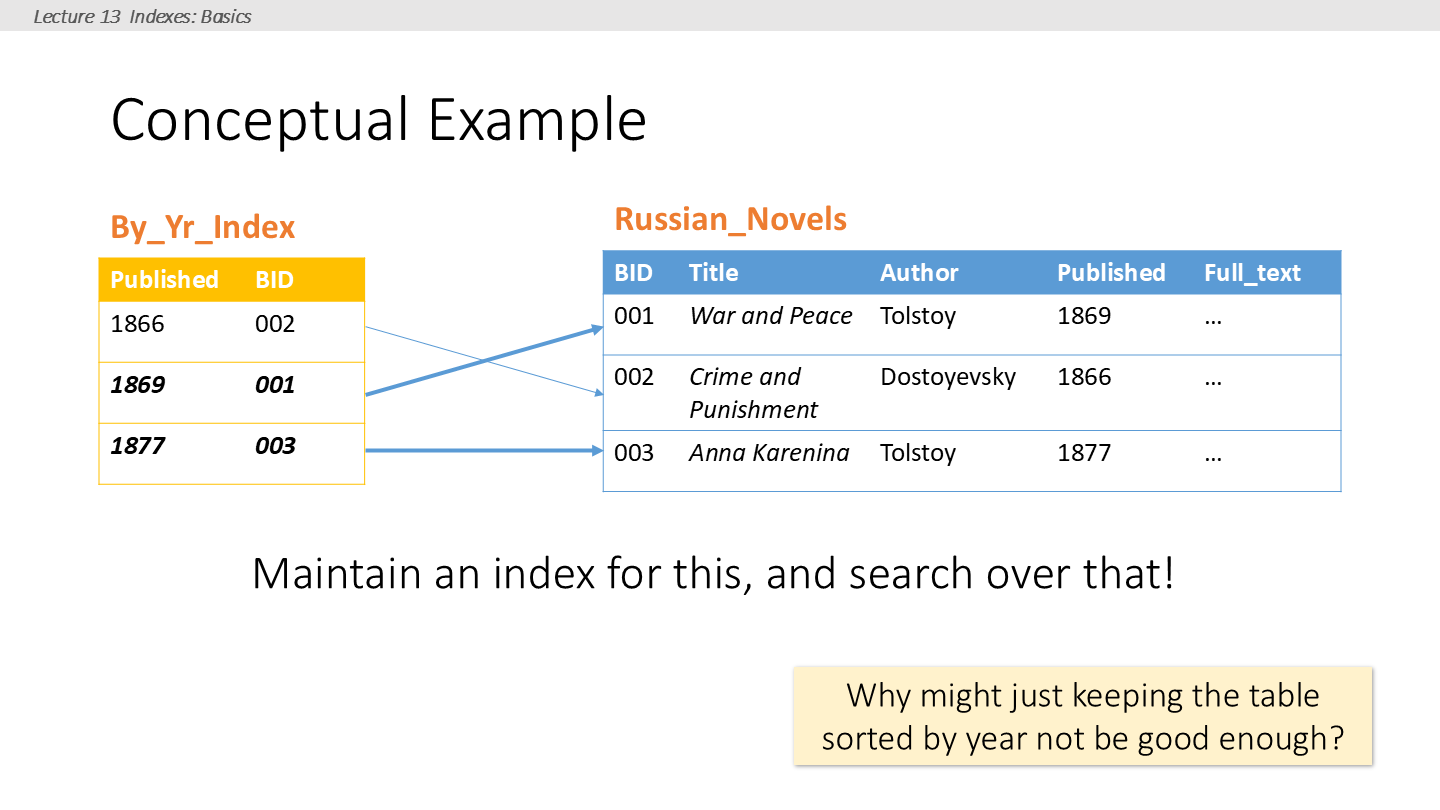 Lecture 13 Indexes: Basics
Conceptual Example
By_Yr_Index
Published BID
1866 002
1869 001
1877 003
Russian_Novels
BID Title Author Published Full_text
001 War and Peace Tolstoy 1869 …
002 Crime and Punishment Dostoyevsky 1866 …
003 Anna Karenina Tolstoy 1877 …
Maintain an index for this, and search over that!
Why might just keeping the table
sorted by year not be good enough?